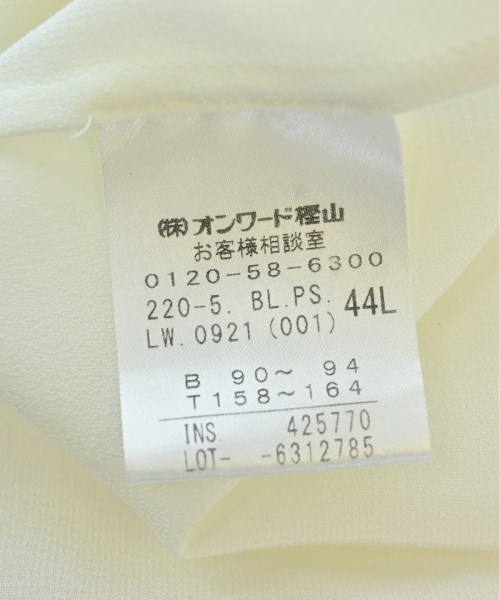 (株)オンワード樫山
お客様相談室
0120-58-6300
220-5. BL.PS. 44L
LW.0921(001)
B 90～ 94
T 158～164
INS. 425770
LOT- -6312785